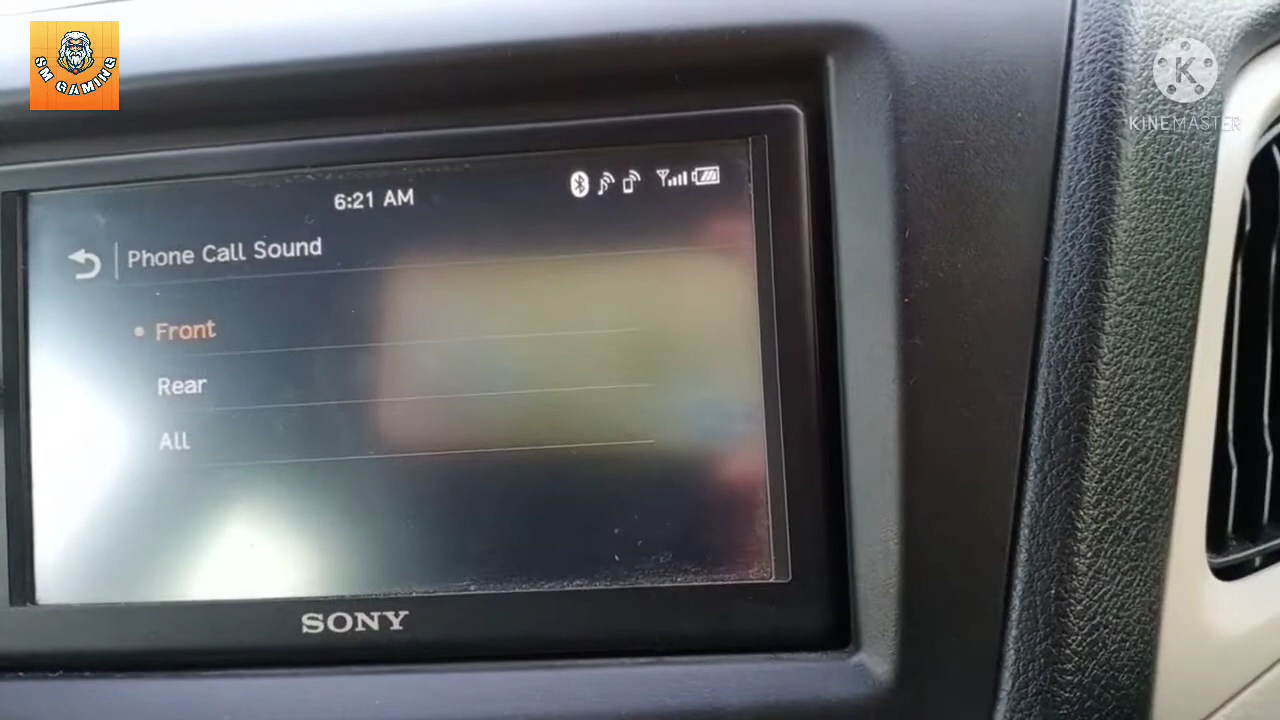 SM GAMING
K
KINEMASTER
6:21 AM
Phone Call Sound
Front
Rear
All
SONY